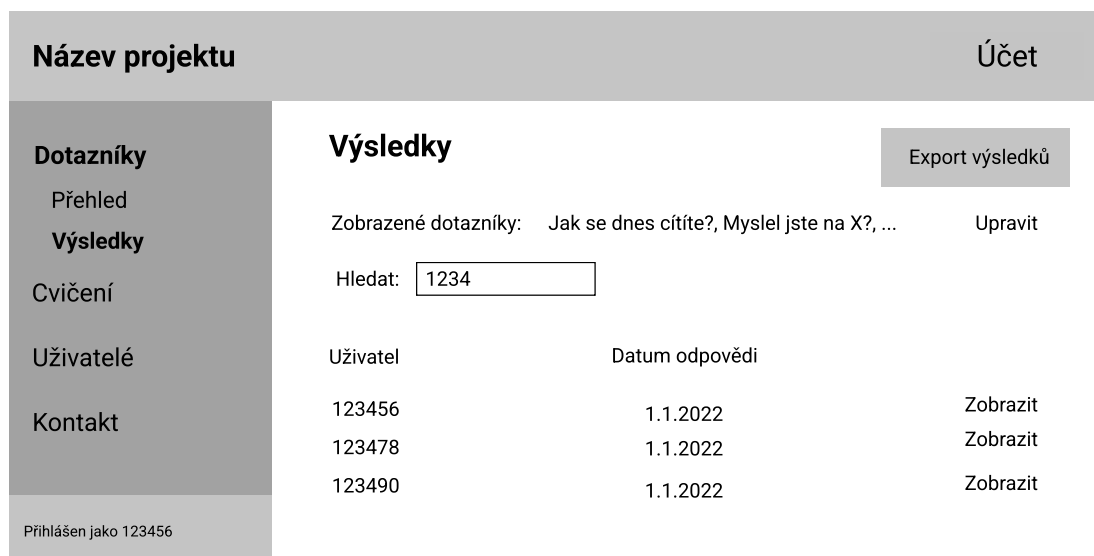 Název projektu
Účet
Dotazníky
Přehled
Výsledky
Cvičení
Uživatelé
Kontakt
Přihlášen jako 123456
Výsledky
Export výsledků
Zobrazené dotazníky: Jak se dnes cítíte?, Myslel jste na X?, ... Upravit
Hledat: 1234
Uživatel Datum odpovědi
123456 1.1.2022 Zobrazit
123478 1.1.2022 Zobrazit
123490 1.1.2022 Zobrazit